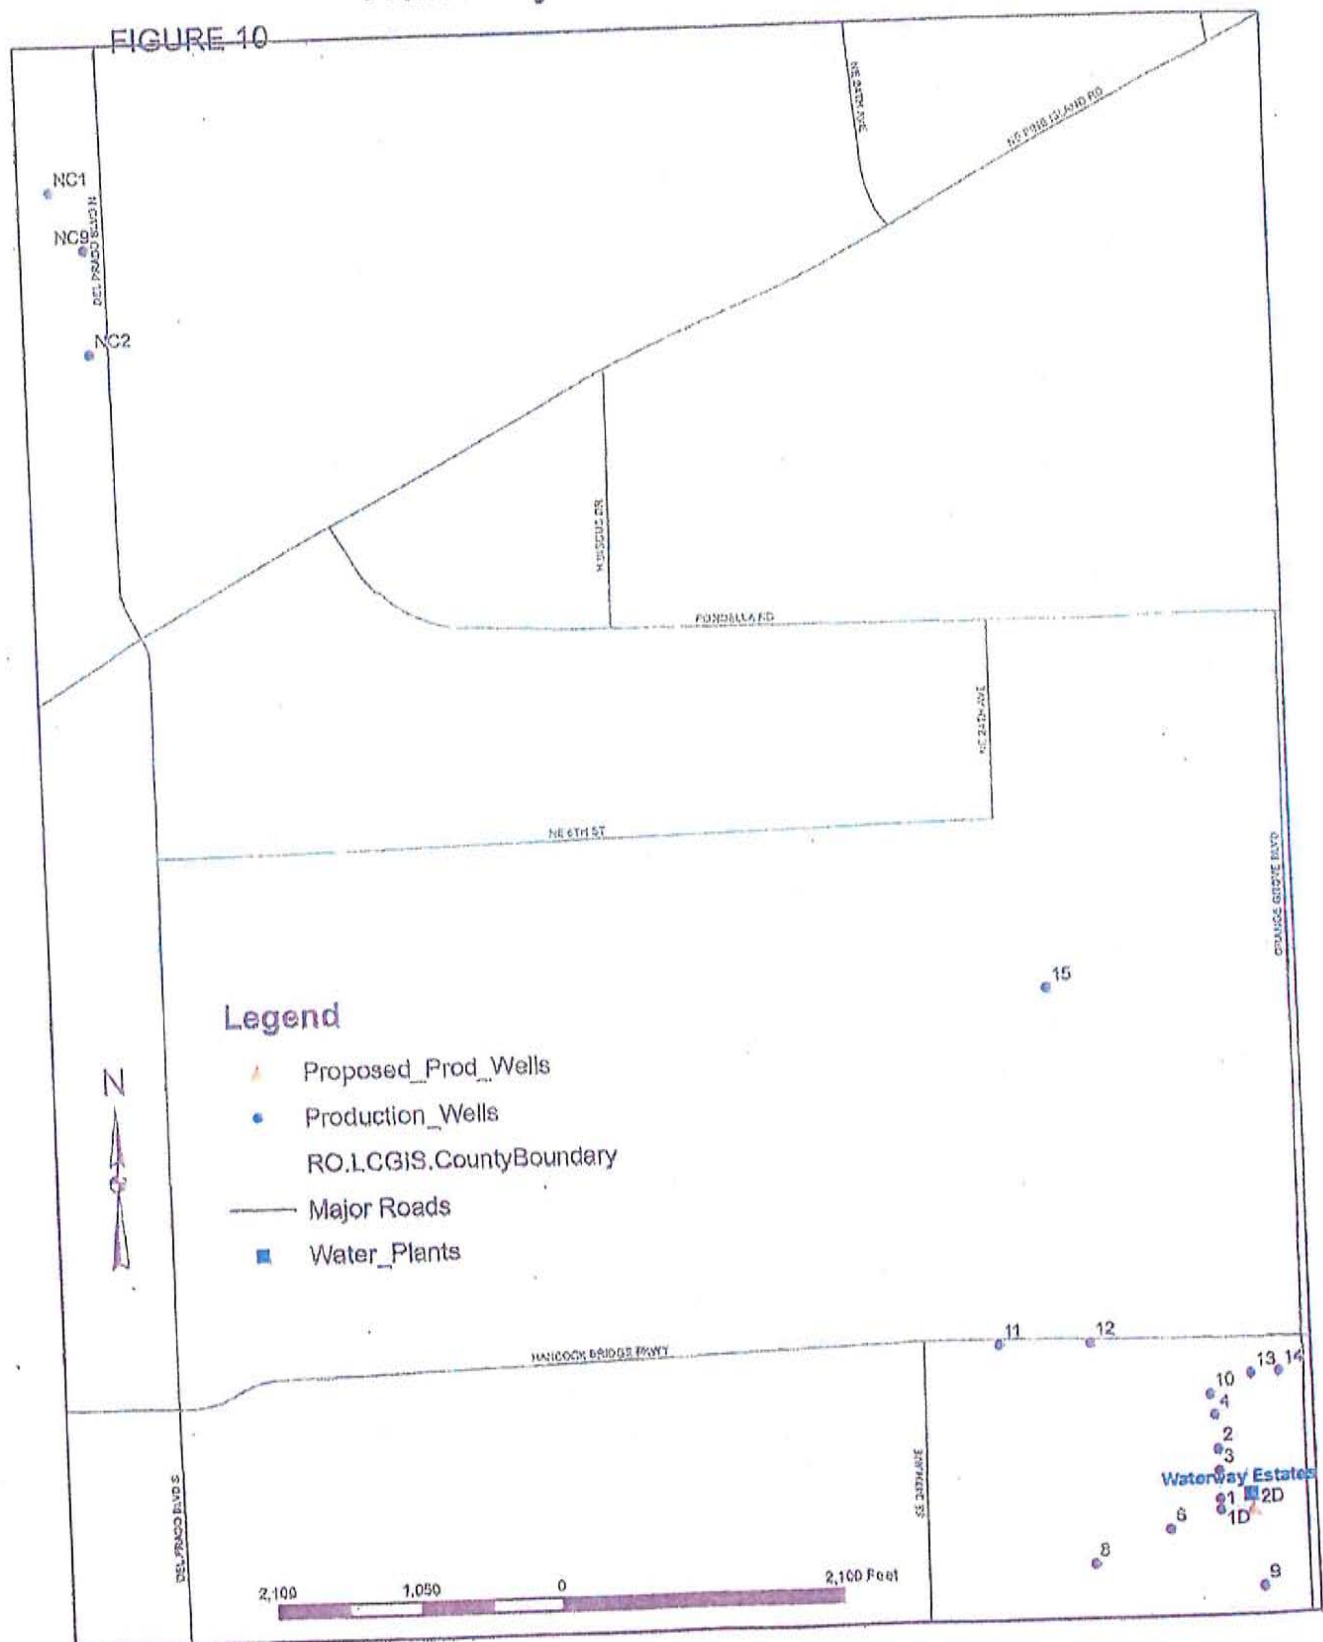 FIGURE 10
NE 24TH AVE
NE PINE ISLAND RD
NC1
NC9
DEL PRADO BLVD N
NC2
HIBISCUS DR
PONDELLA RD
NE 24TH AVE
NE 6TH ST
ORANGE GROVE BLVD
15
Legend
N
Proposed_Prod_Wells
Production_Wells
RO.LCGIS.CountyBoundary
Major Roads
Water_Plants
11
12
HANCOCK BRIDGE PKWY
13
14
10
4
2
3
SE 24TH AVE
Waterway Estates
1
2D
1D
6
8
9
DEL PRADO BLVD S
2,100
1,050
0
2,100 Feet